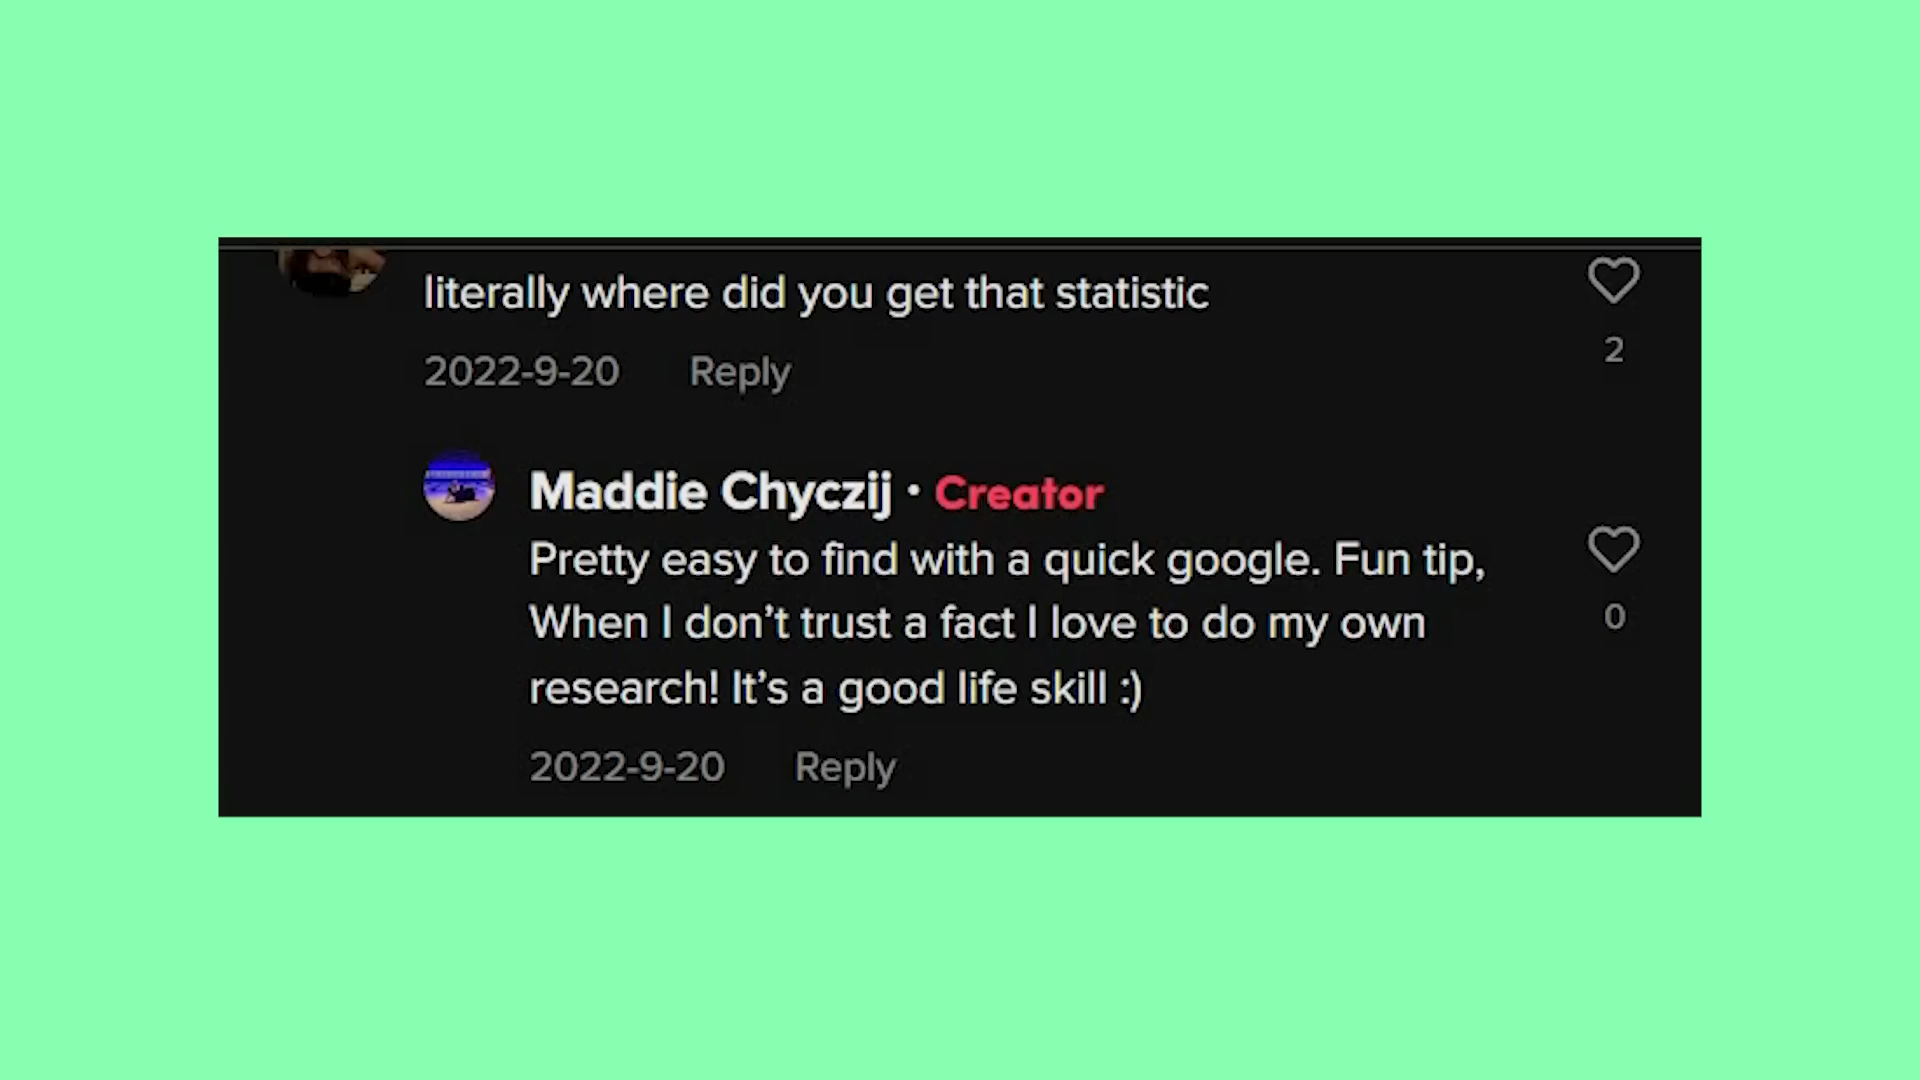 literally where did you get that statistic
2022-9-20 Reply
2
Maddie Chyczij · Creator
Pretty easy to find with a quick google. Fun tip,
When I don’t trust a fact I love to do my own
research! It’s a good life skill :)
0
2022-9-20 Reply